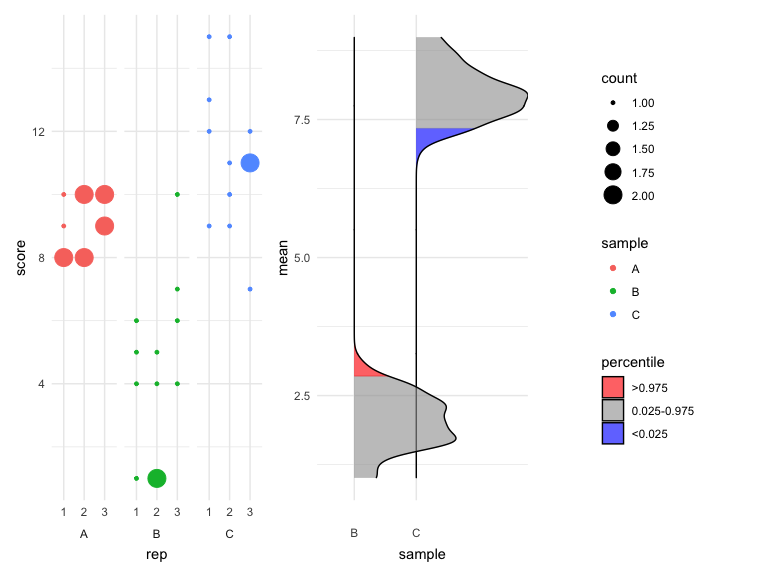 score
12
8
4
1 2 3 1 2 3 1 2 3
A B C
rep
mean
7.5
5.0
2.5
B C
sample
count
1.00
1.25
1.50
1.75
2.00
sample
A
B
C
percentile
>0.975
0.025-0.975
<0.025